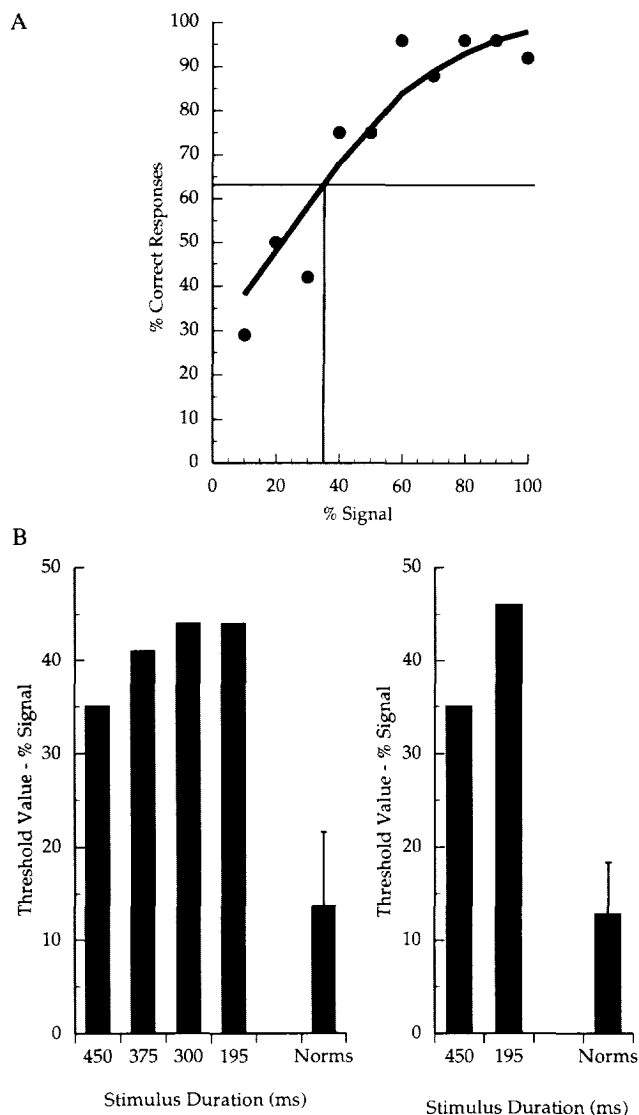 A
100
90
80
70
60
50
40
30
20
10
0
% Correct Responses
0 20 40 60 80 100
% Signal
B
50
40
30
20
10
0
Threshold Value - % Signal
450 375 300 195 Norms
Stimulus Duration (ms)
50
40
30
20
10
0
Threshold Value - % Signal
450 195 Norms
Stimulus Duration (ms)